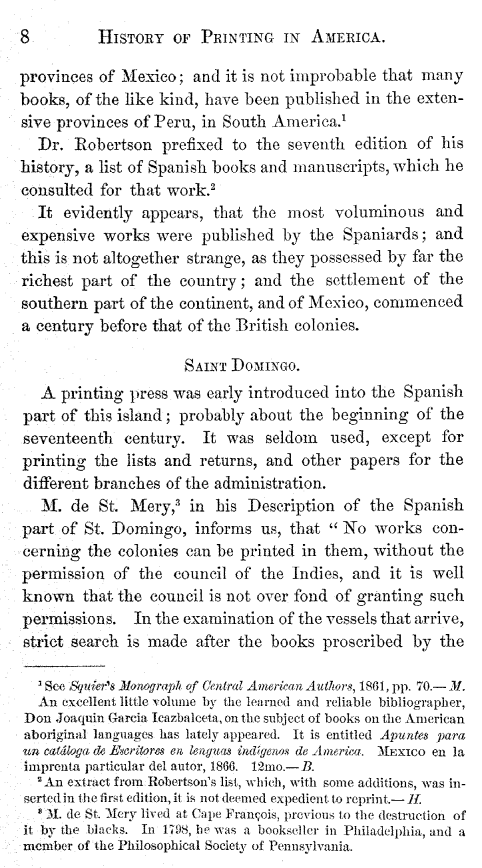 8 HISTORY OF PRINTING IN AMERICA.
provinces of Mexico; and it is not improbable that many
books, of the like kind, have been published in the exten-
sive provinces of Peru, in South America.¹
Dr. Robertson prefixed to the seventh edition of his
history, a list of Spanish books and manuscripts, which he
consulted for that work.²
It evidently appears, that the most voluminous and
expensive works were published by the Spaniards; and
this is not altogether strange, as they possessed by far the
richest part of the country; and the settlement of the
southern part of the continent, and of Mexico, commenced
a century before that of the British colonies.
SAINT DOMINGO.
A printing press was early introduced into the Spanish
part of this island; probably about the beginning of the
seventeenth century. It was seldom used, except for
printing the lists and returns, and other papers for the
different branches of the administration.
M. de St. Mery,³ in his Description of the Spanish
part of St. Domingo, informs us, that “ No works con-
cerning the colonies can be printed in them, without the
permission of the council of the Indies, and it is well
known that the council is not over fond of granting such
permissions. In the examination of the vessels that arrive,
strict search is made after the books proscribed by the
¹ See Squier's Monograph of Central American Authors, 1861, pp. 70.— M.
An excellent little volume by the learned and reliable bibliographer,
Don Joaquin Garcia Icazbalceta, on the subject of books on the American
aboriginal languages has lately appeared. It is entitled Apuntes para
un catáloga de Escritores en lenguas indígenos de America. MEXICO en la
imprenta particular del autor, 1866. 12mo.— B.
² An extract from Robertson's list, which, with some additions, was in-
serted in the first edition, it is not deemed expedient to reprint.— H.
³ M. de St. Mery lived at Cape François, previous to the destruction of
it by the blacks. In 1798, he was a bookseller in Philadelphia, and a
member of the Philosophical Society of Pennsylvania.